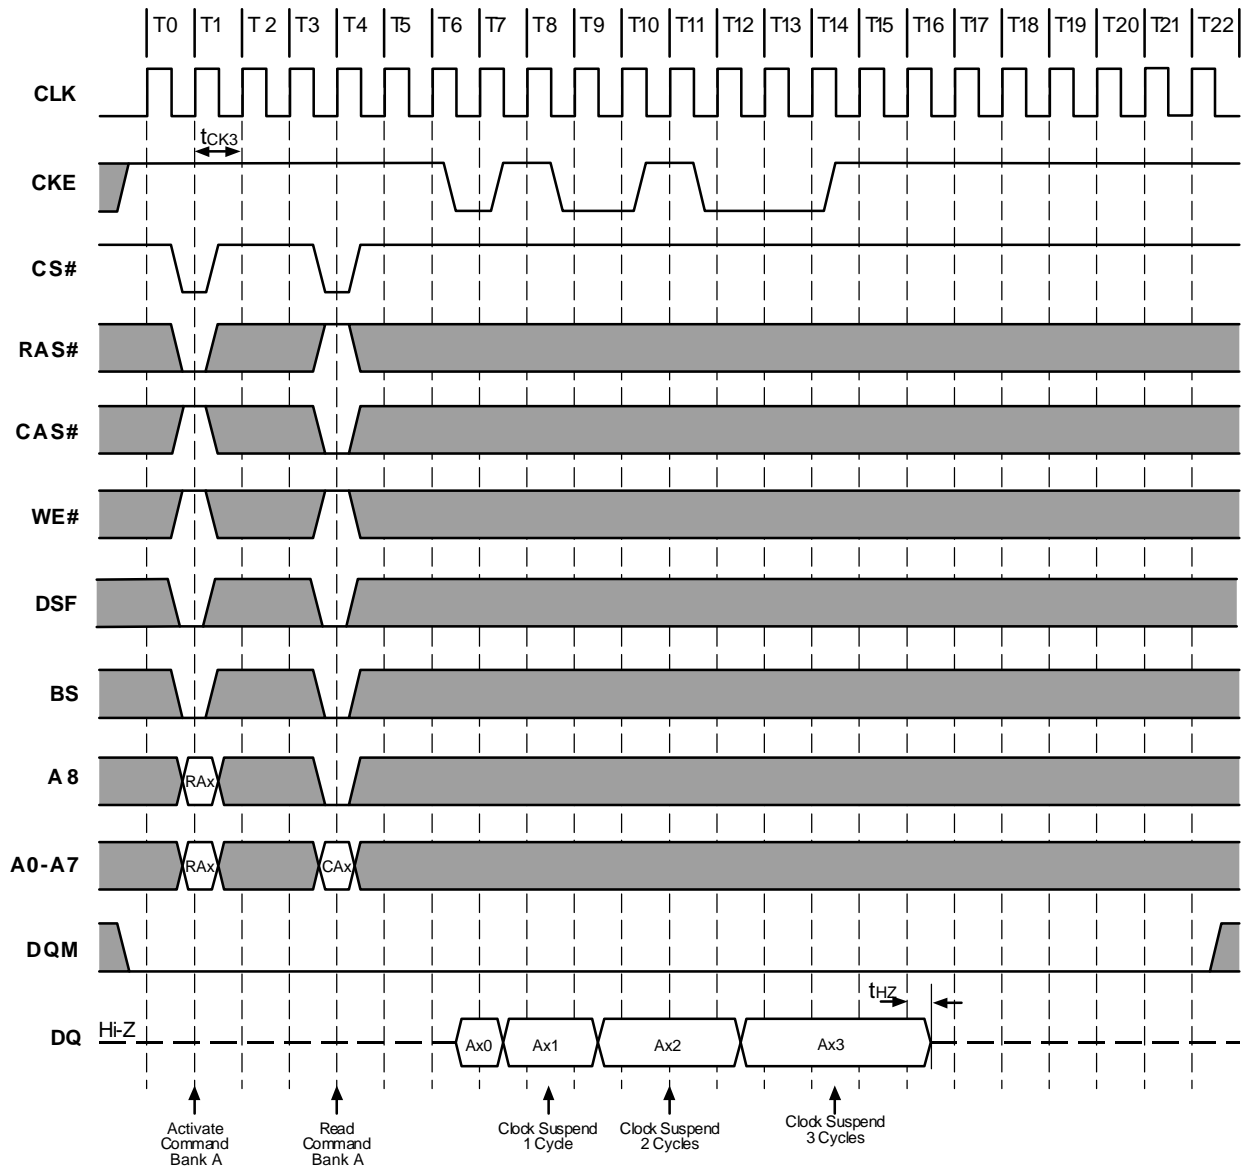 T0 T1 T 2 T3 T4 T5 T6 T7 T8 T9 T10 T11 T12 T13 T14 T15 T16 T17 T18 T19 T20 T21 T22
CLK
tCK3
CKE
CS#
RAS#
CAS#
WE#
DSF
BS
A8
RAx
A0-A7
RAx CAx
DQM
tHZ
DQ
Hi-Z
Ax0 Ax1 Ax2 Ax3
Activate
Command
Bank A
Read
Command
Bank A
Clock Suspend
1 Cycle
Clock Suspend
2 Cycles
Clock Suspend
3 Cycles